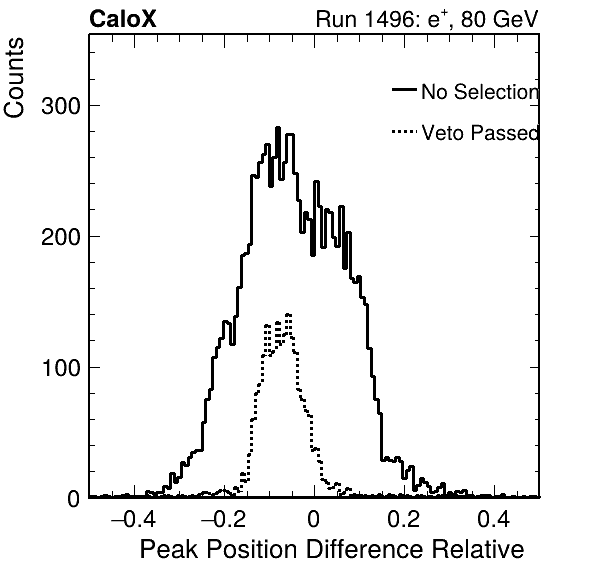 CaloX Run 1496: e⁺, 80 GeV
Counts
No Selection
Veto Passed
300
200
100
0
−0.4 −0.2 0 0.2 0.4
Peak Position Difference Relative